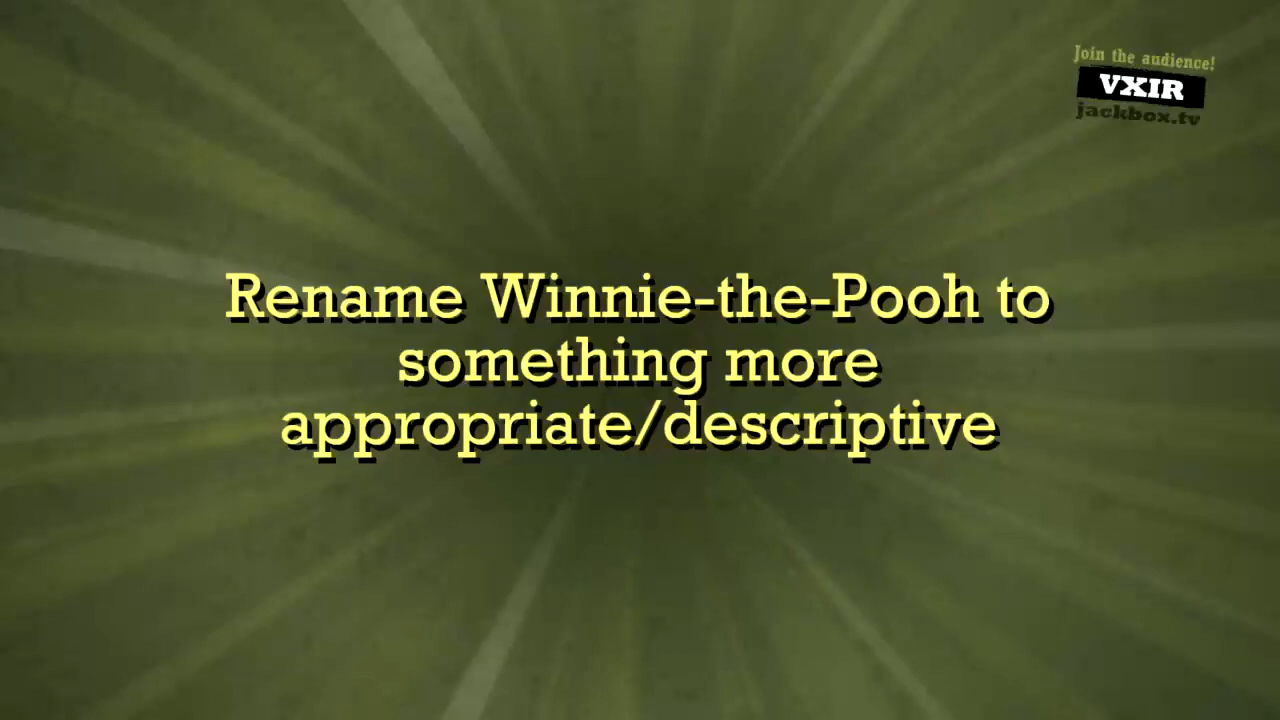 Join the audience!
VXIR
jackbox.tv
Rename Winnie-the-Pooh to
something more
appropriate/descriptive